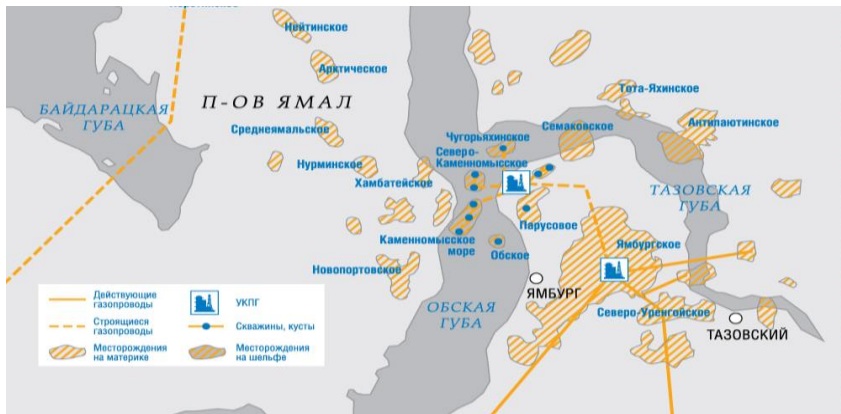 Нейтинское
Арктическое
П-ОВ ЯМАЛ
БАЙДАРАЦКАЯ
ГУБА
Среднеямальское
Нурминское
Хамбатейское
Чугорьяхинское
Северо-
Каменномысское
Семаковское
Тота-Яхинское
Антипаютинское
ТАЗОВСКАЯ
ГУБА
Парусовое
Каменномысское
море
Обское
Ямбургское
Новопортовское
ЯМБУРГ
ОБСКАЯ
ГУБА
Северо-Уренгойское
ТАЗОВСКИЙ
Действующие
газопроводы
УКПГ
Строящиеся
газопроводы
Скважины, кусты
Месторождения
на материке
Месторождения
на шельфе